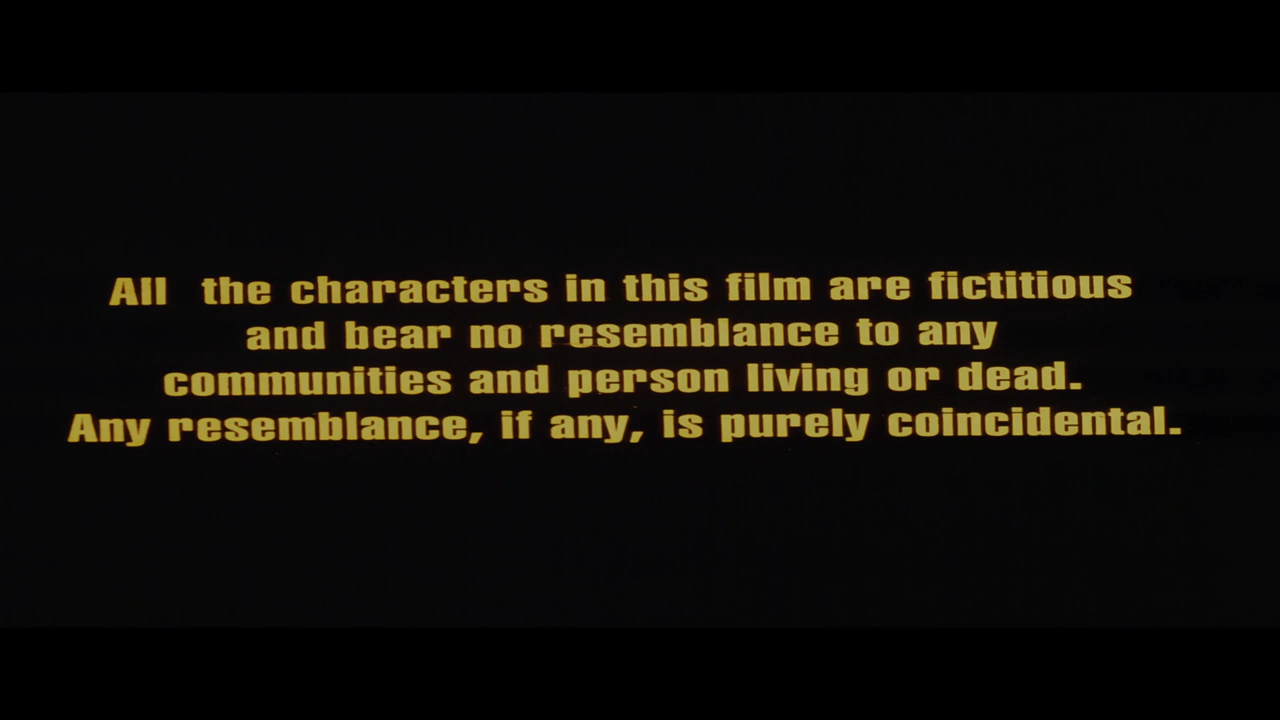 All the characters in this film are fictitious
and bear no resemblance to any
communities and person living or dead.
Any resemblance, if any, is purely coincidental.